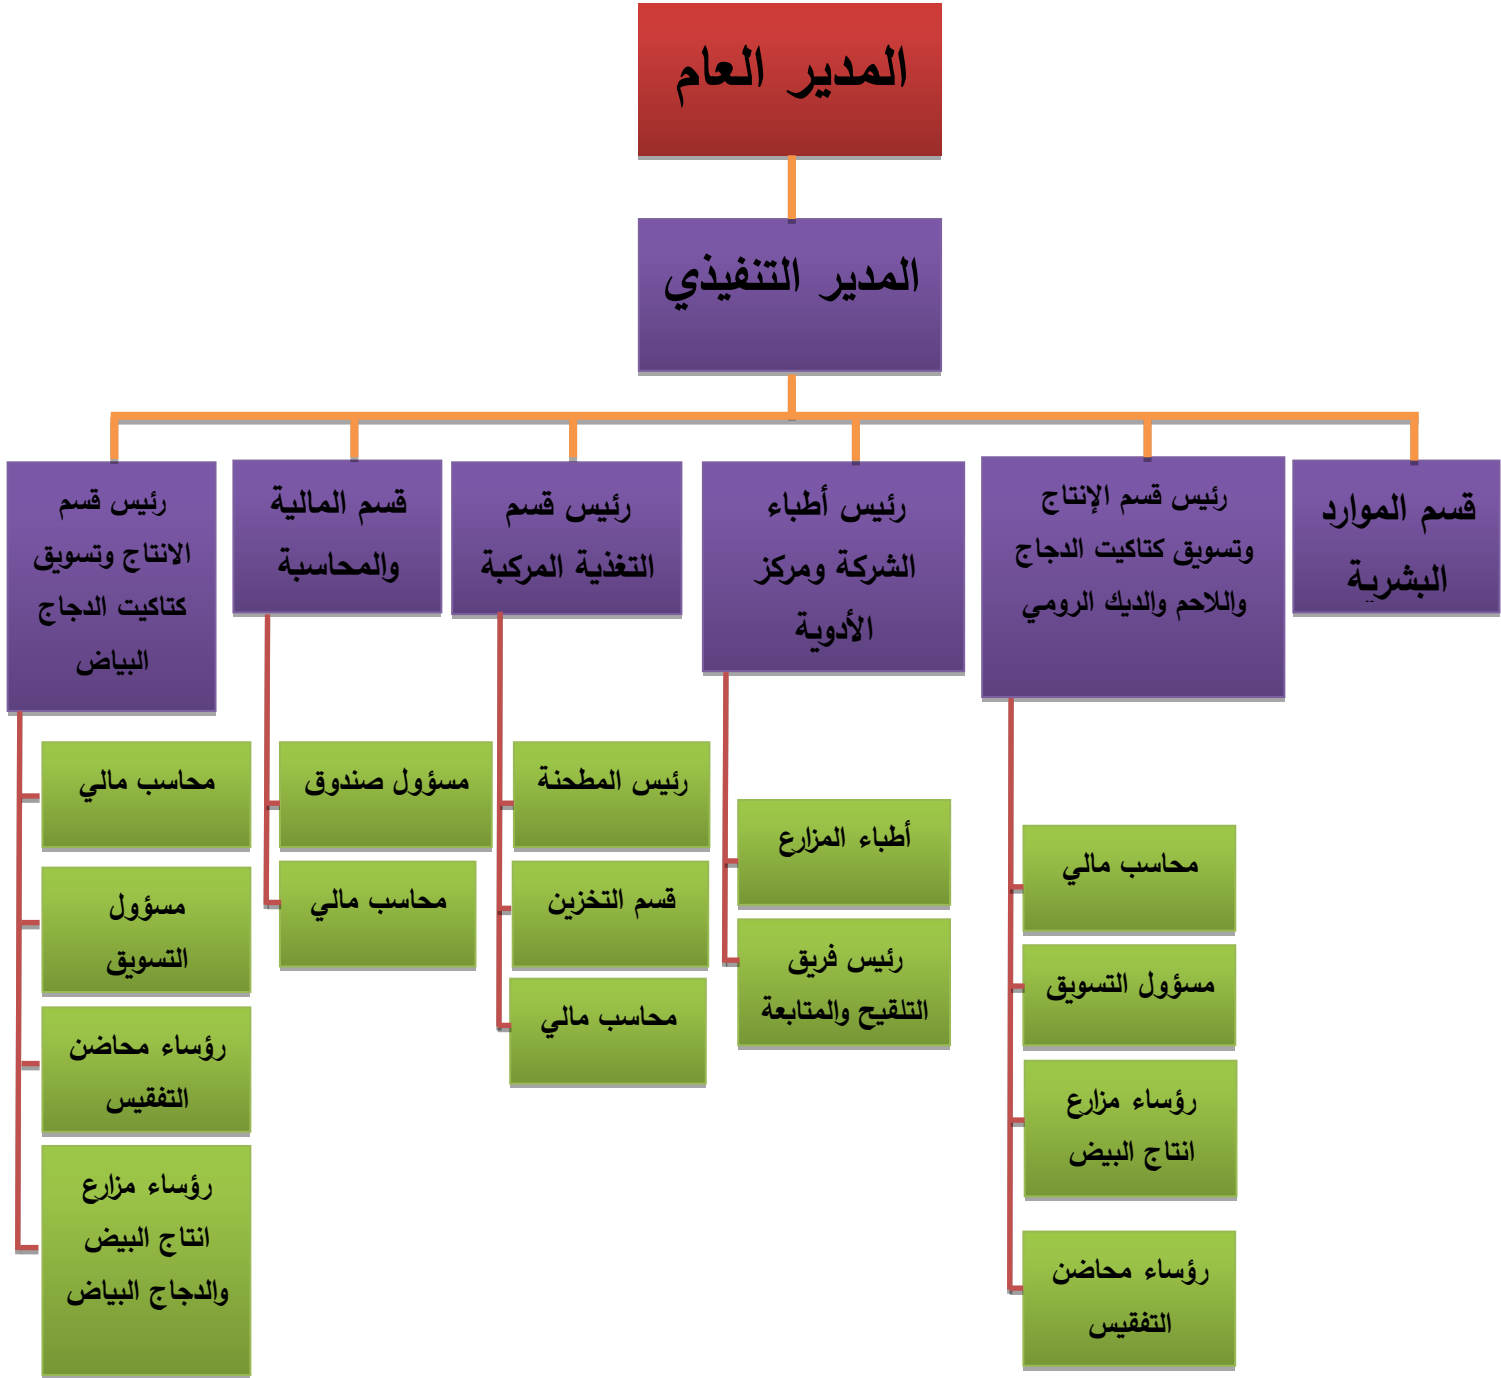 المدير العام
المدير التنفيذي
قسم الموارد
البشرية
رئيس قسم الإنتاج
وتسويق كتاكيت الدجاج
واللاحم والديك الرومي
رئيس أطباء
الشركة ومركز
الأدوية
رئيس قسم
التغذية المركبة
قسم المالية
والمحاسبة
رئيس قسم
الانتاج وتسويق
كتاكيت الدجاج
البياض
محاسب مالي
مسؤول التسويق
رؤساء مزارع
انتاج البيض
رؤساء محاضن
التفقيس
أطباء المزارع
رئيس فريق
التلقيح والمتابعة
رئيس المطحنة
قسم التخزين
محاسب مالي
مسؤول صندوق
محاسب مالي
محاسب مالي
مسؤول
التسويق
رؤساء محاضن
التفقيس
رؤساء مزارع
انتاج البيض
والدجاج البياض